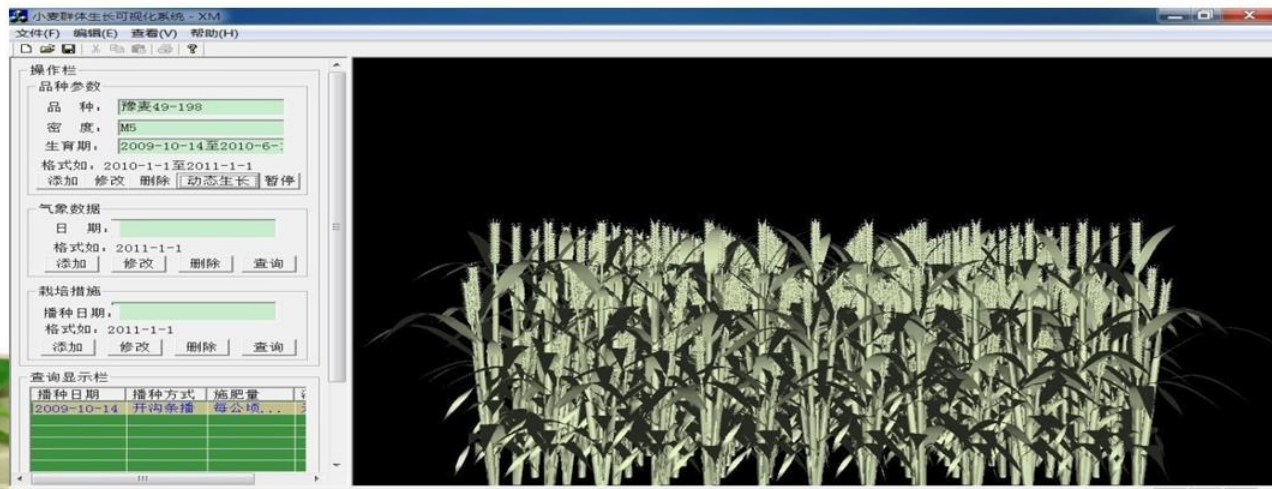 小麦群体生长可视化系统 - XM
文件(F) 编辑(E) 查看(V) 帮助(H)
操作栏
品种参数
品 种： 豫麦49-198
密 度： M5
生育期： 2009-10-14至2010-6-
格式如：2010-1-1至2011-1-1
添加 修改 删除 动态生长 暂停
气象数据
日 期：
格式如：2011-1-1
添加 修改 删除 查询
栽培措施
播种日期：
格式如：2011-1-1
添加 修改 删除 查询
查询显示栏
播种日期 播种方式 施肥量
2009-10-14 开沟条播 每公顷...